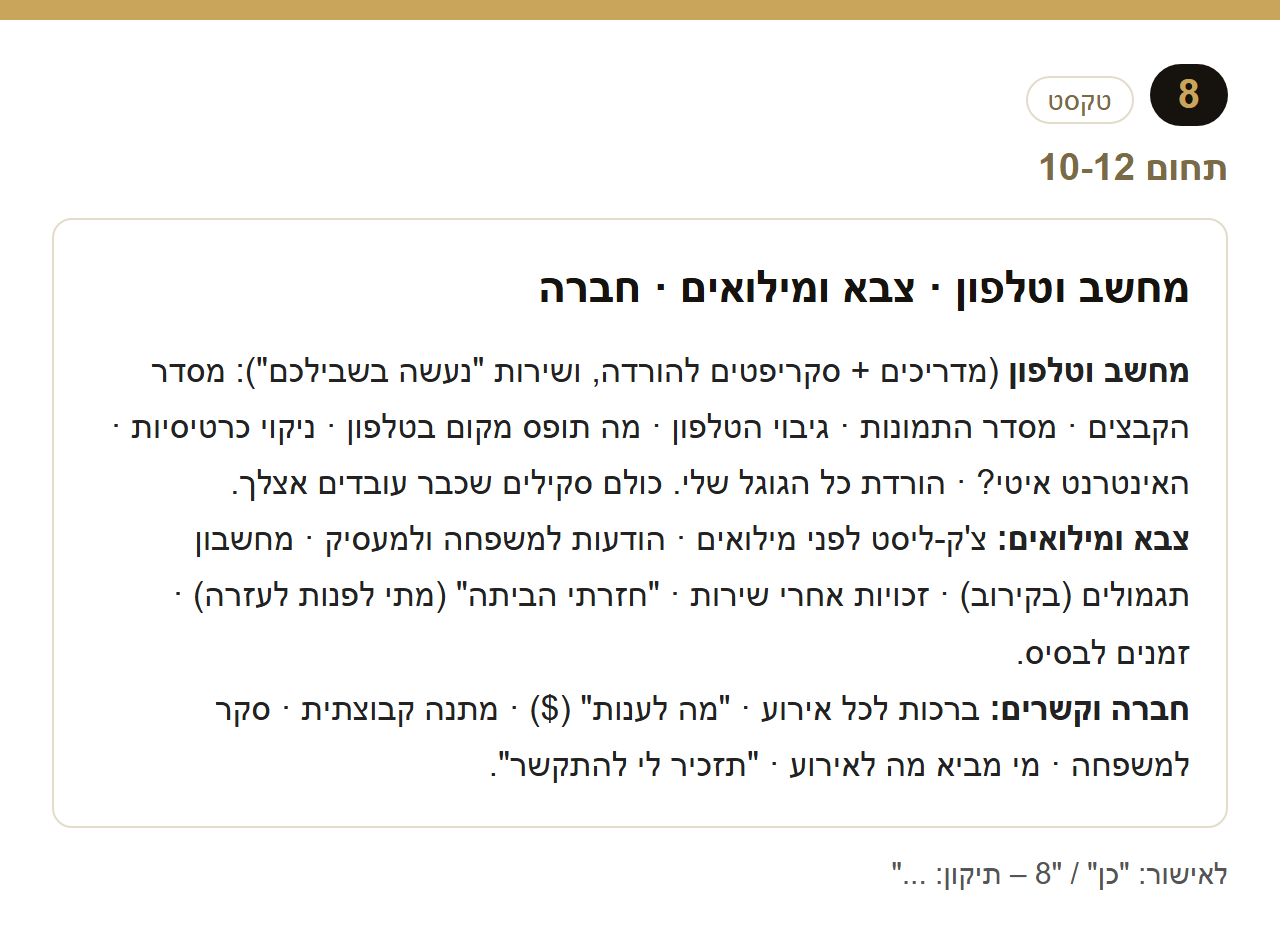 8
טקסט
תחום 10-12
מחשב וטלפון · צבא ומילואים · חברה
מחשב וטלפון (מדריכים + סקריפטים להורדה, ושירות "נעשה בשבילכם"): מסדר
הקבצים · מסדר התמונות · גיבוי הטלפון · מה תופס מקום בטלפון · ניקוי כרטיסיות ·
האינטרנט איטי? · הורדת כל הגוגל שלי. כולם סקילים שכבר עובדים אצלך.
צבא ומילואים: צ'ק-ליסט לפני מילואים · הודעות למשפחה ולמעסיק · מחשבון
תגמולים (בקירוב) · זכויות אחרי שירות · "חזרתי הביתה" (מתי לפנות לעזרה) ·
זמנים לבסיס.
חברה וקשרים: ברכות לכל אירוע · "מה לענות" ($) · מתנה קבוצתית · סקר
למשפחה · מי מביא מה לאירוע · "תזכיר לי להתקשר".
לאישור: "כן" / "8 – תיקון: ..."